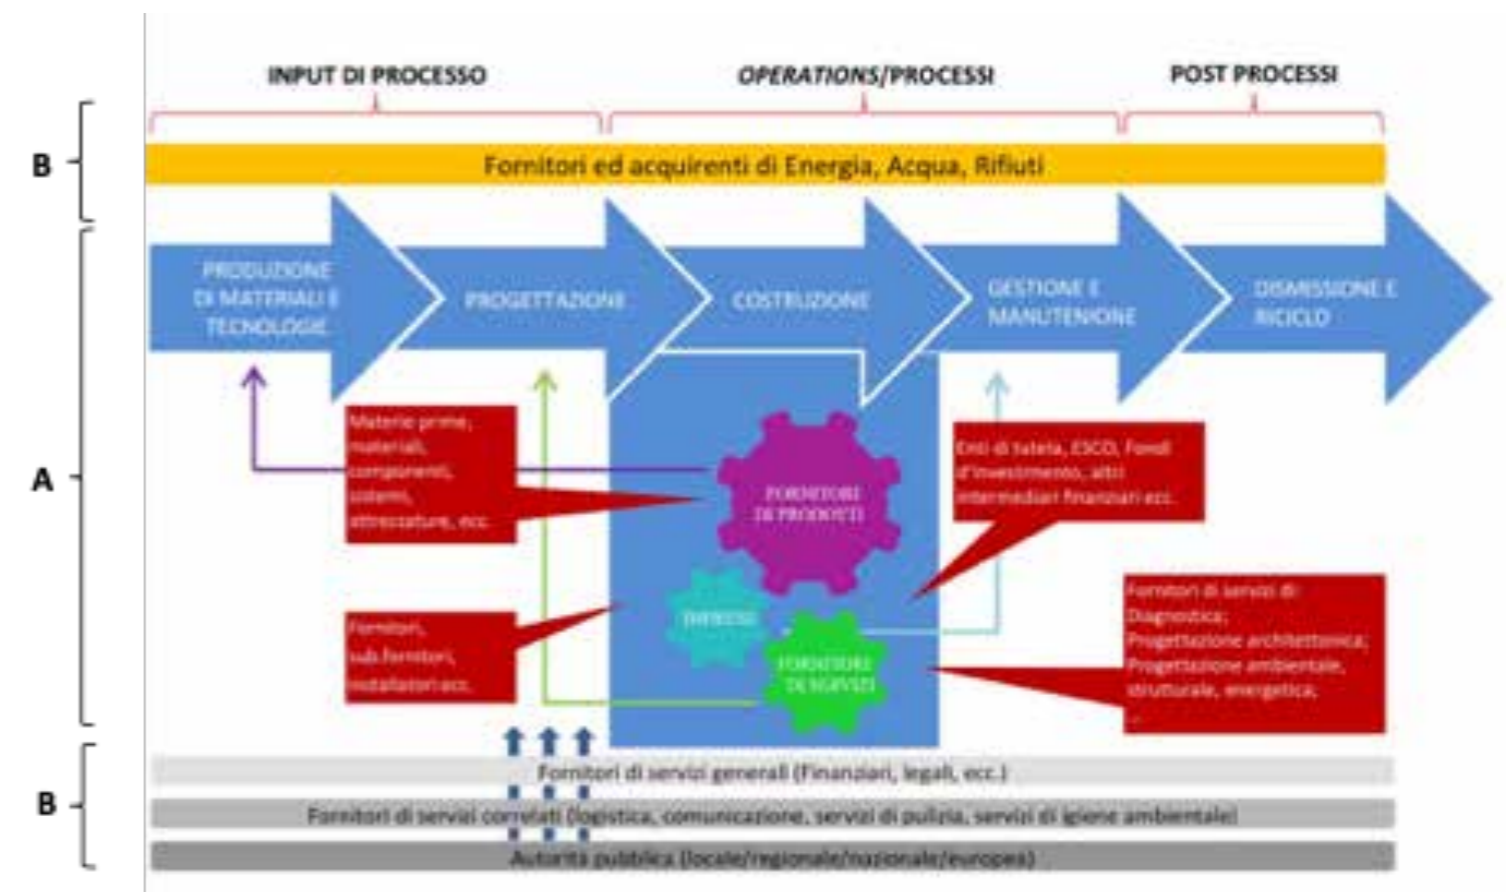 INPUT DI PROCESSO
OPERATIONS/PROCESSI
POST PROCESSI
B
Fornitori ed acquirenti di Energia, Acqua, Rifiuti
PRODUZIONE
DI MATERIALI E
TECNOLOGIE
PROGETTAZIONE
COSTRUZIONE
GESTIONE E
MANUTENIONE
DISMISSIONE E
RICICLO
A
Materie prime,
materiali,
componenti,
sistemi,
attrezzature, ecc.
FORNITORI
DI PRODOTTI
Enti di tutela, ESCO, Fondi
d'investimento, altri
intermediari finanziari ecc.
Fornitori,
sub.fornitori,
installatori ecc.
IMPRESE
FORNITORI
DI SERVIZI
Fornitori di servizi di:
Diagnostica;
Progettazione architettonica;
Progettazione ambientale,
strutturale, energetica;
...
B
Fornitori di servizi generali (Finanziari, legali, ecc.)
Fornitori di servizi correlati (logistica, comunicazione, servizi di pulizia, servizi di igiene ambientale)
Autorità pubblica (locale/regionale/nazionale/europea)